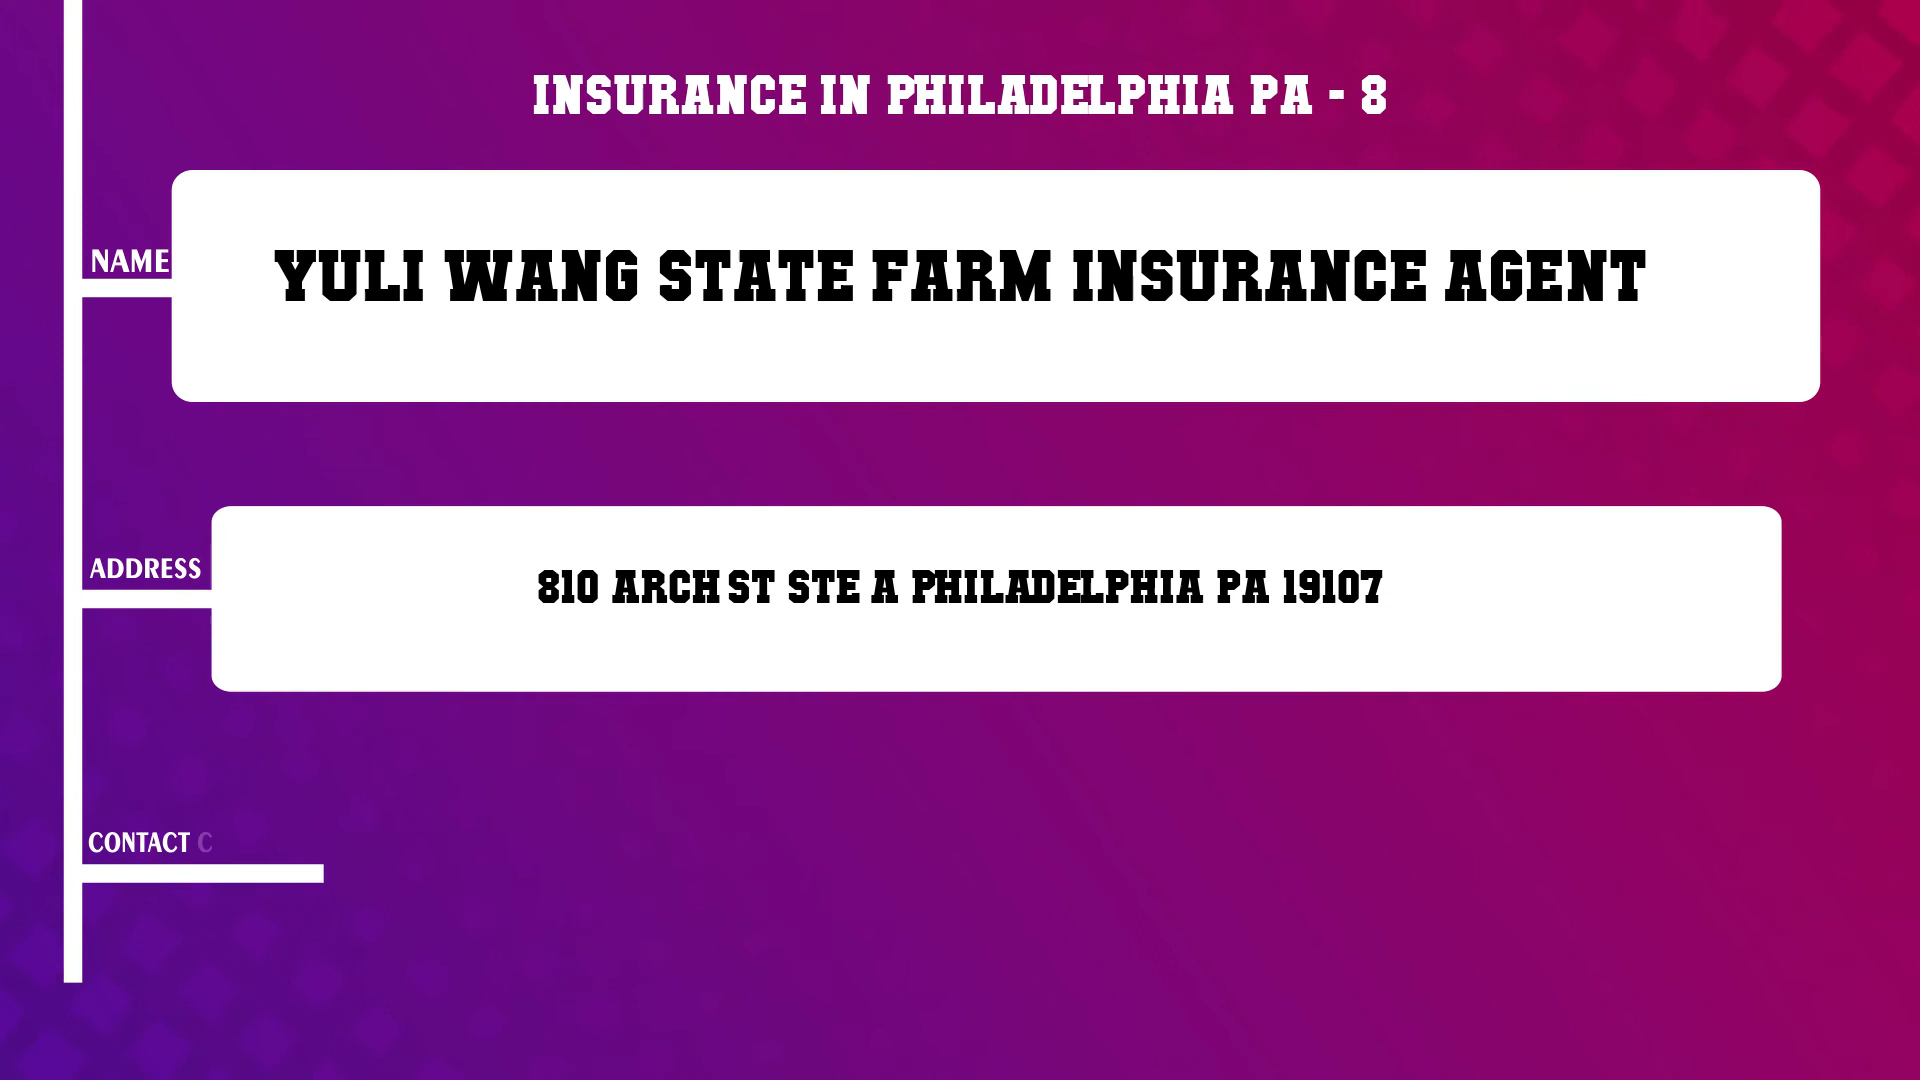 INSURANCE IN PHILADELPHIA PA - 8
NAME
YULI WANG STATE FARM INSURANCE AGENT
ADDRESS
810 ARCH ST STE A PHILADELPHIA PA 19107
CONTACT C